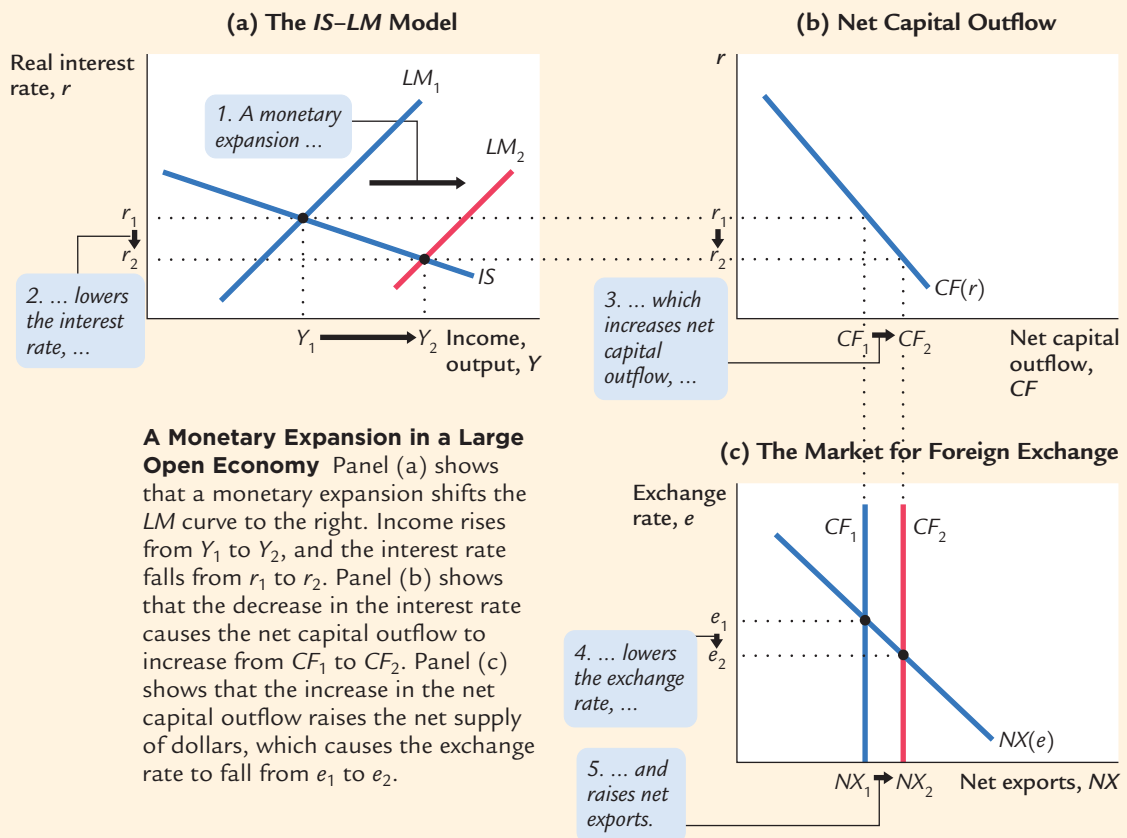 (a) The IS–LM Model
Real interest
rate, r
LM1
1. A monetary
expansion ...
LM2
r1
r2
IS
2. ... lowers
the interest
rate, ...
Y1
Y2
Income,
output, Y
(b) Net Capital Outflow
r
r1
r2
CF(r)
3. ... which
increases net
capital
outflow, ...
CF1
CF2
Net capital
outflow,
CF
A Monetary Expansion in a Large
Open Economy Panel (a) shows
that a monetary expansion shifts the
LM curve to the right. Income rises
from Y1 to Y2, and the interest rate
falls from r1 to r2. Panel (b) shows
that the decrease in the interest rate
causes the net capital outflow to
increase from CF1 to CF2. Panel (c)
shows that the increase in the net
capital outflow raises the net supply
of dollars, which causes the exchange
rate to fall from e1 to e2.
(c) The Market for Foreign Exchange
Exchange
rate, e
CF1
CF2
e1
e2
4. ... lowers
the exchange
rate, ...
NX(e)
5. ... and
raises net
exports.
NX1
NX2
Net exports, NX